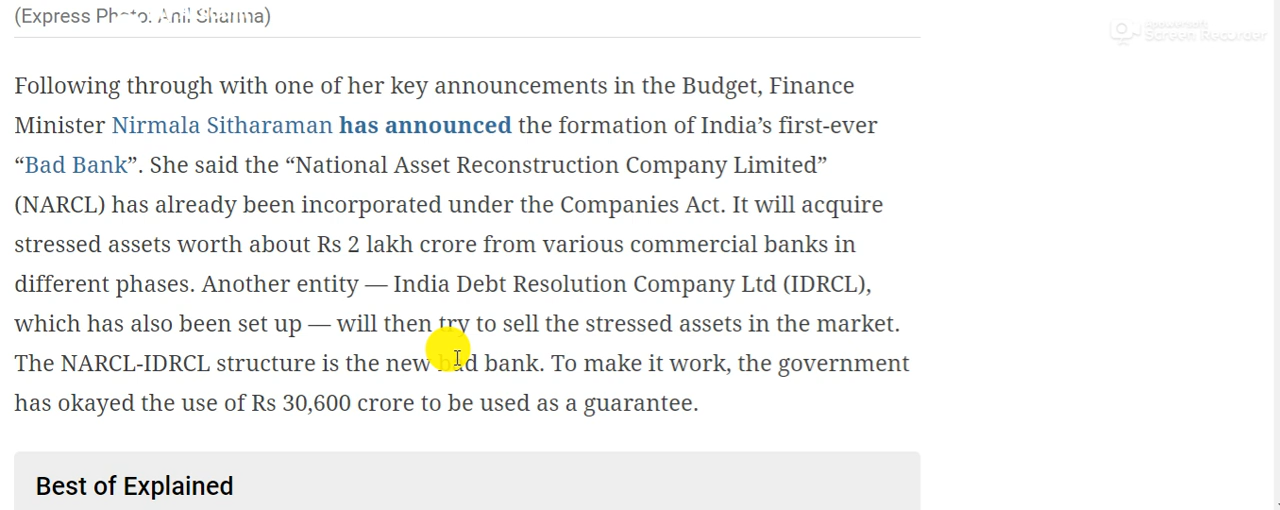 (Express Photo: Anil Sharma)
Apowersoft
Screen Recorder
Following through with one of her key announcements in the Budget, Finance
Minister Nirmala Sitharaman has announced the formation of India’s first-ever
“Bad Bank”. She said the “National Asset Reconstruction Company Limited”
(NARCL) has already been incorporated under the Companies Act. It will acquire
stressed assets worth about Rs 2 lakh crore from various commercial banks in
different phases. Another entity — India Debt Resolution Company Ltd (IDRCL),
which has also been set up — will then try to sell the stressed assets in the market.
The NARCL-IDRCL structure is the new bad bank. To make it work, the government
has okayed the use of Rs 30,600 crore to be used as a guarantee.
Best of Explained